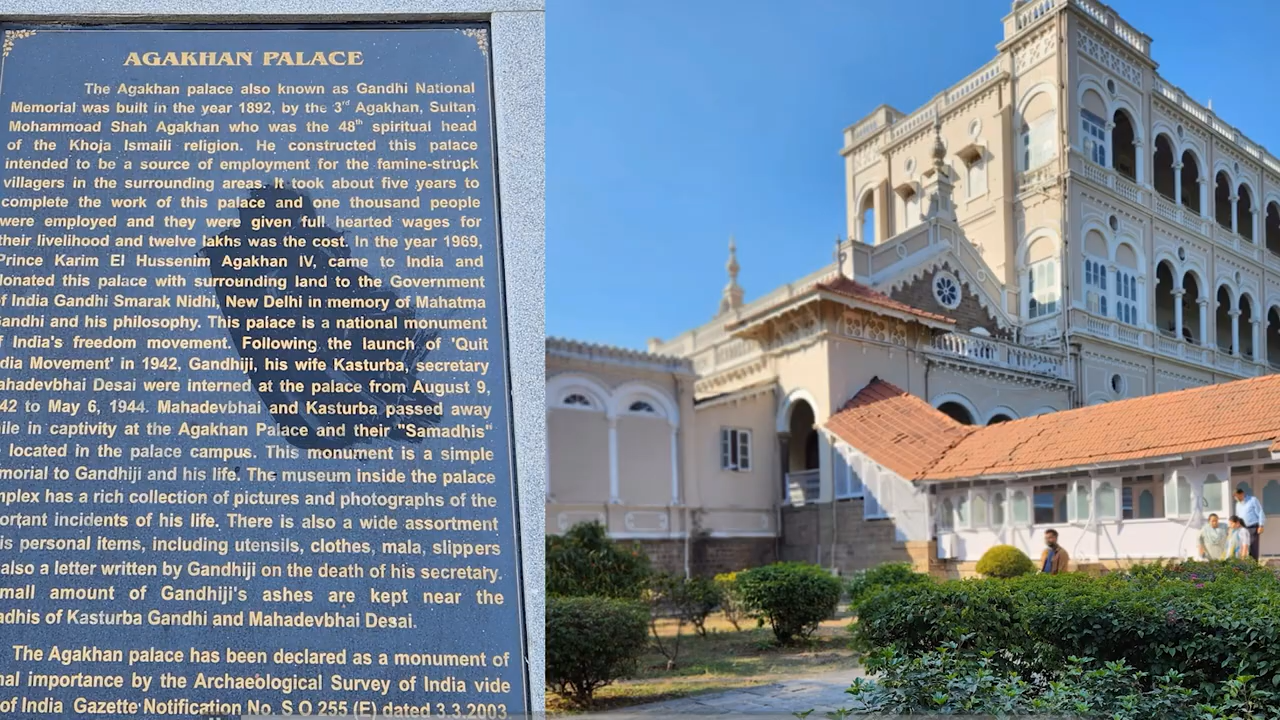 AGAKHAN PALACE
The Agakhan palace also known as Gandhi National
Memorial was built in the year 1892, by the 3rd Agakhan, Sultan
Mohammoad Shah Agakhan who was the 48th spiritual head
of the Khoja Ismaili religion. He constructed this palace
intended to be a source of employment for the famine-struck
villagers in the surrounding areas. It took about five years to
complete the work of this palace and one thousand people
were employed and they were given full hearted wages for
their livelihood and twelve lakhs was the cost. In the year 1969,
Prince Karim El Hussenim Agakhan IV, came to India and
donated this palace with surrounding land to the Government
of India Gandhi Smarak Nidhi, New Delhi in memory of Mahatma
Gandhi and his philosophy. This palace is a national monument
of India's freedom movement. Following the launch of 'Quit
dia Movement' in 1942, Gandhiji, his wife Kasturba, secretary
ahadevbhai Desai were interned at the palace from August 9,
42 to May 6, 1944. Mahadevbhai and Kasturba passed away
ile in captivity at the Agakhan Palace and their "Samadhis"
located in the palace campus. This monument is a simple
morial to Gandhiji and his life. The museum inside the palace
mplex has a rich collection of pictures and photographs of the
ortant incidents of his life. There is also a wide assortment
is personal items, including utensils, clothes, mala, slippers
also a letter written by Gandhiji on the death of his secretary.
mall amount of Gandhiji's ashes are kept near the
adhis of Kasturba Gandhi and Mahadevbhai Desai.
The Agakhan palace has been declared as a monument of
nal importance by the Archaeological Survey of India vide
of India Gazette Notification No. S O 255 (E) dated 3.3.2003.